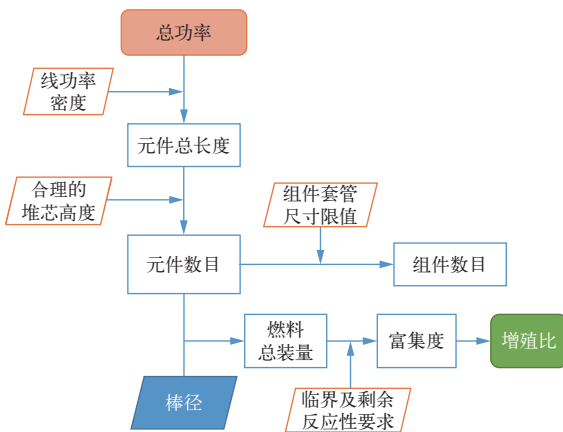 总功率
线功率
密度
元件总长度
合理的
堆芯高度
组件套管
尺寸限值
元件数目
组件数目
燃料
总装量
富集度
增殖比
棒径
临界及剩余
反应性要求